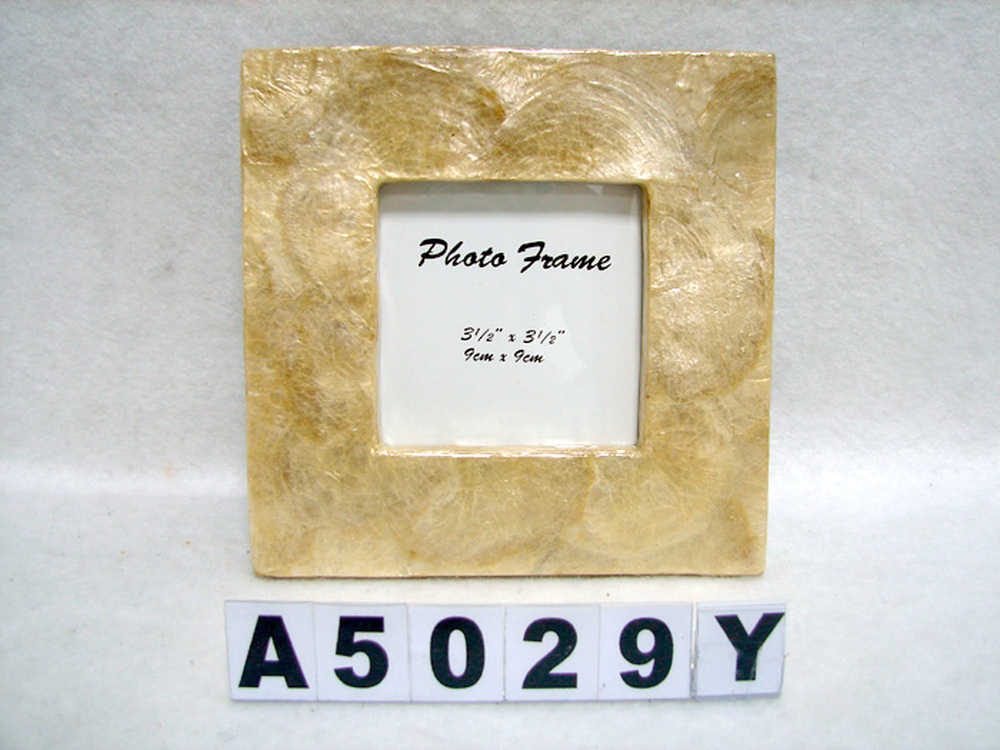 Photo Frame
3½" x 3½"
9cm x 9cm
A5029Y